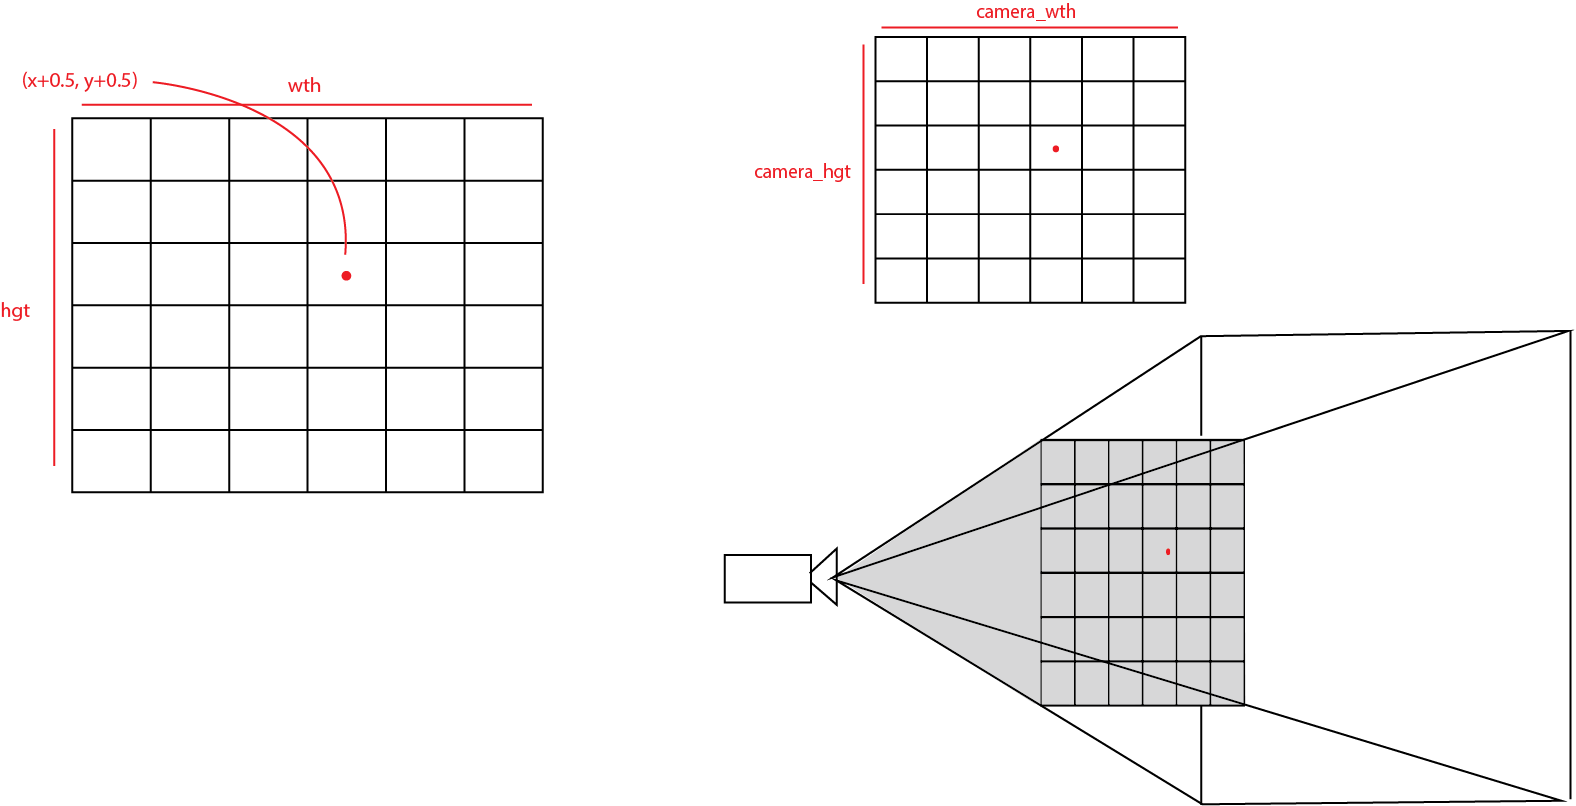 camera_wth
(x+0.5, y+0.5)
wth
camera_hgt
hgt